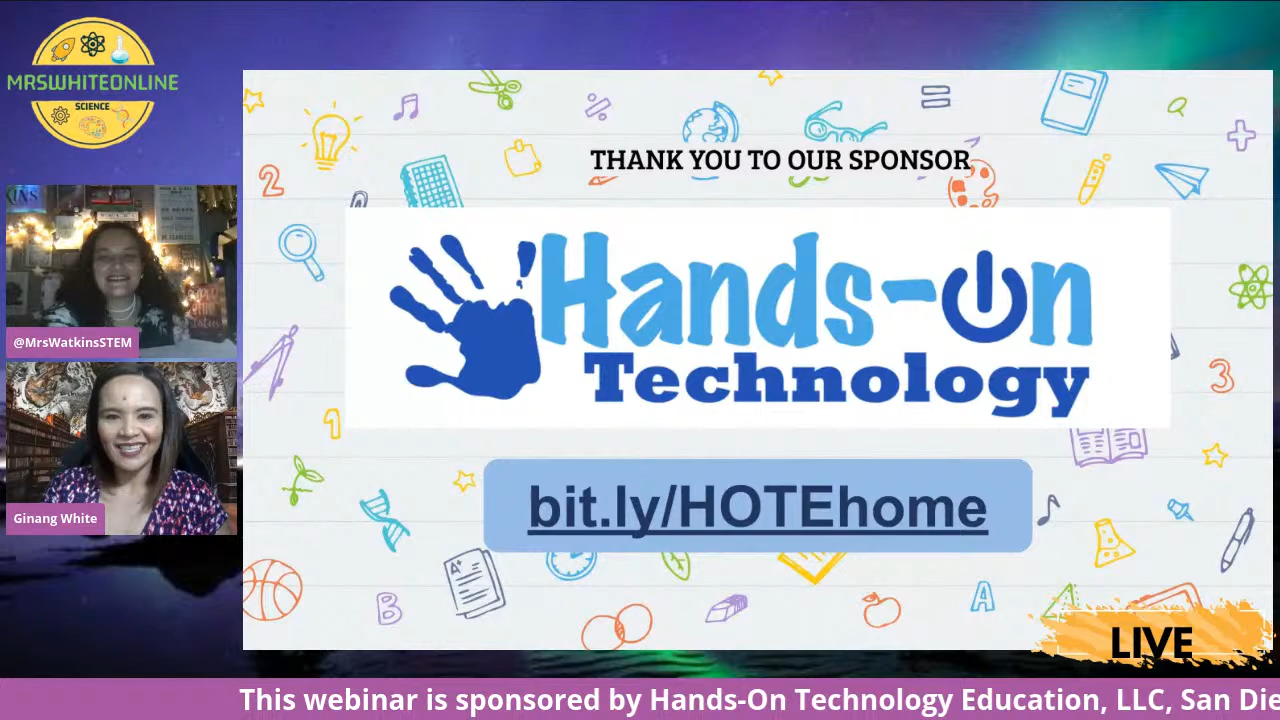 MRSWHITEONLINE
SCIENCE
THANK YOU TO OUR SPONSOR
Hands-On
Technology
bit.ly/HOTEhome
@MrsWatkinsSTEM
Ginang White
LIVE
This webinar is sponsored by Hands-On Technology Education, LLC, San Die